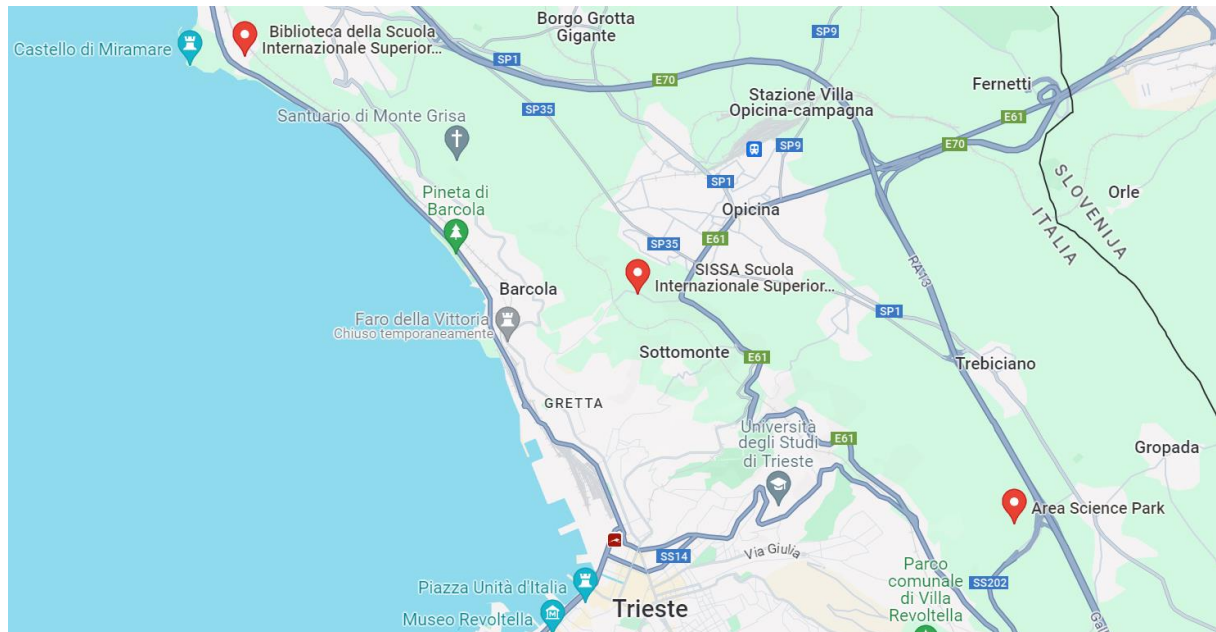 Borgo Grotta
Gigante
SP9
Biblioteca della Scuola
Internazionale Superior...
Castello di Miramare
SP1
E70
Fernetti
Stazione Villa
Opicina-campagna
SP35
Santuario di Monte Grisa
E61
E70
SP9
SP1
SLOVENIJA
ITALIA
Orle
Pineta di
Barcola
Opicina
SP35
E61
SISSA Scuola
Internazionale Superior...
RA13
Barcola
SP1
Faro della Vittoria
Chiuso temporaneamente
Sottomonte
E61
Trebiciano
GRETTA
Università
degli Studi
di Trieste
E61
Gropada
Area Science Park
Via Giulia
SS14
Parco
comunale
di Villa
Revoltella
SS202
Piazza Unità d'Italia
Trieste
Museo Revoltella